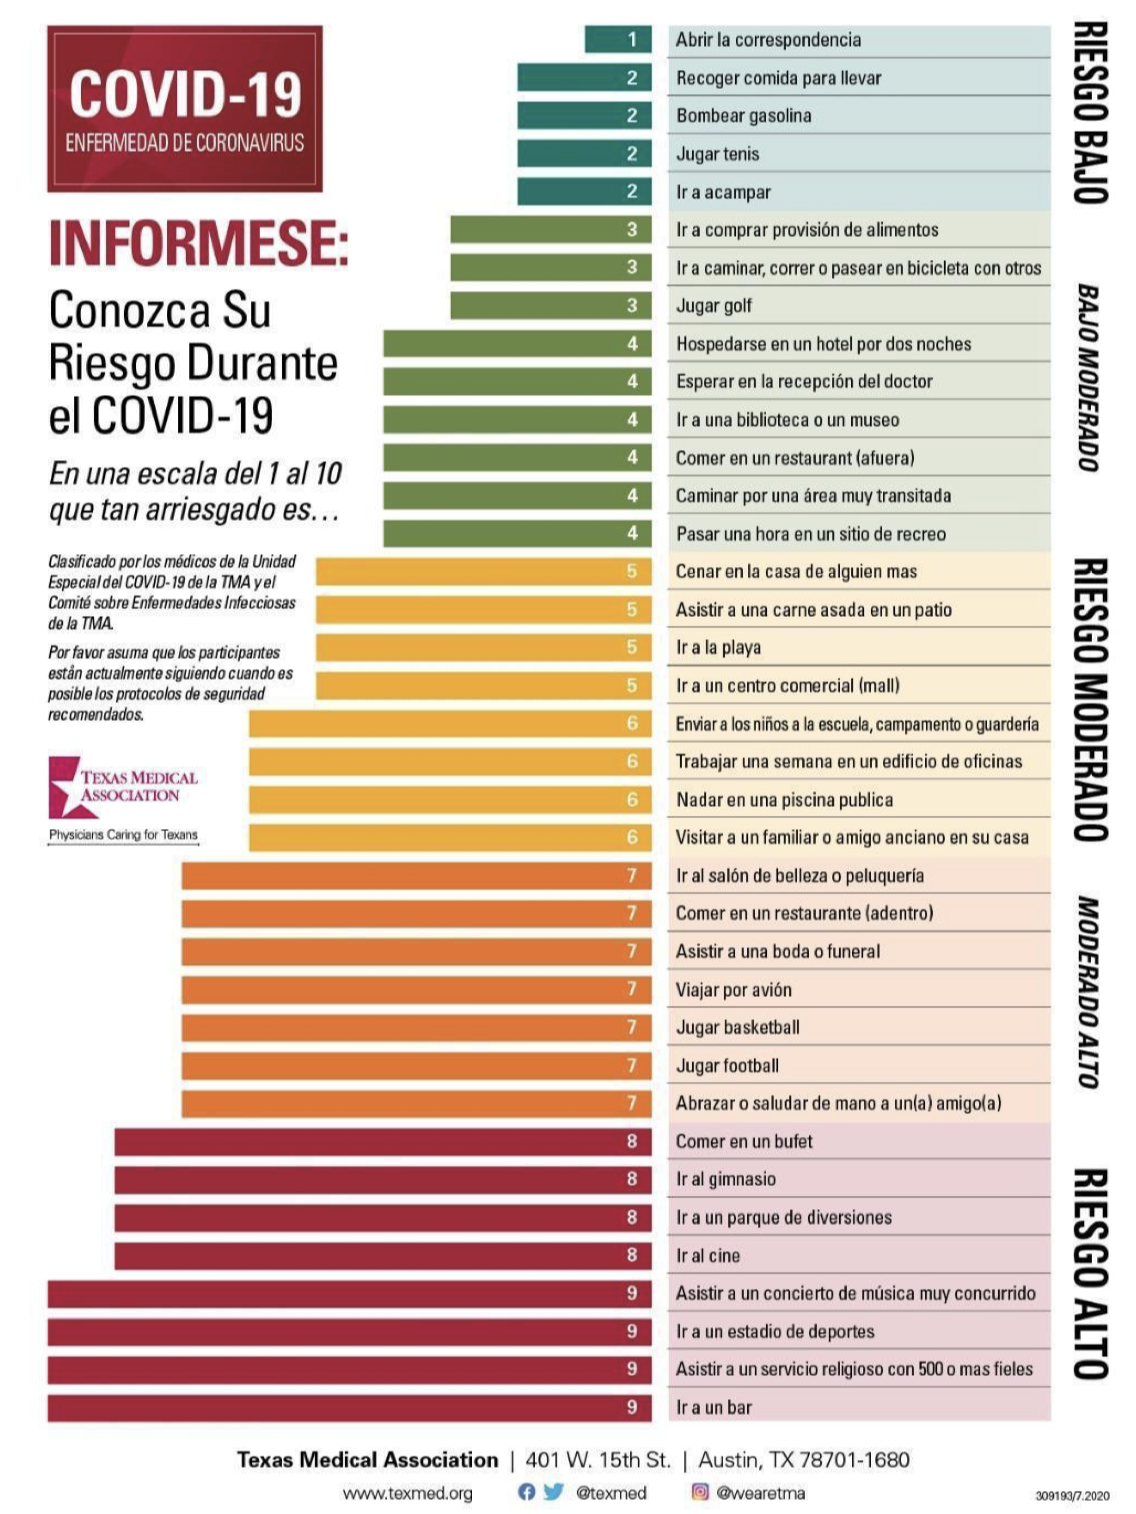 COVID-19
ENFERMEDAD DE CORONAVIRUS
INFORMESE:
Conozca Su
Riesgo Durante
el COVID-19
En una escala del 1 al 10
que tan arriesgado es...
Clasificado por los médicos de la Unidad
Especial del COVID-19 de la TMA y el
Comité sobre Enfermedades Infecciosas
de la TMA.
Por favor asuma que los participantes
están actualmente siguiendo cuando es
posible los protocolos de seguridad
recomendados.
TEXAS MEDICAL
ASSOCIATION
Physicians Caring for Texans
RIESGO BAJO
1 Abrir la correspondencia
2 Recoger comida para llevar
2 Bombear gasolina
2 Jugar tenis
2 Ir a acampar
BAJO MODERADO
3 Ir a comprar provisión de alimentos
3 Ir a caminar, correr o pasear en bicicleta con otros
3 Jugar golf
4 Hospedarse en un hotel por dos noches
4 Esperar en la recepción del doctor
4 Ir a una biblioteca o un museo
4 Comer en un restaurant (afuera)
4 Caminar por una área muy transitada
4 Pasar una hora en un sitio de recreo
RIESGO MODERADO
5 Cenar en la casa de alguien mas
5 Asistir a una carne asada en un patio
5 Ir a la playa
5 Ir a un centro comercial (mall)
6 Enviar a los niños a la escuela, campamento o guardería
6 Trabajar una semana en un edificio de oficinas
6 Nadar en una piscina publica
6 Visitar a un familiar o amigo anciano en su casa
MODERADO ALTO
7 Ir al salón de belleza o peluquería
7 Comer en un restaurante (adentro)
7 Asistir a una boda o funeral
7 Viajar por avión
7 Jugar basketball
7 Jugar football
7 Abrazar o saludar de mano a un(a) amigo(a)
RIESGO ALTO
8 Comer en un bufet
8 Ir al gimnasio
8 Ir a un parque de diversiones
8 Ir al cine
9 Asistir a un concierto de música muy concurrido
9 Ir a un estadio de deportes
9 Asistir a un servicio religioso con 500 o mas fieles
9 Ir a un bar
Texas Medical Association | 401 W. 15th St. | Austin, TX 78701-1680
www.texmed.org @texmed @wearetma
309193/7.2020